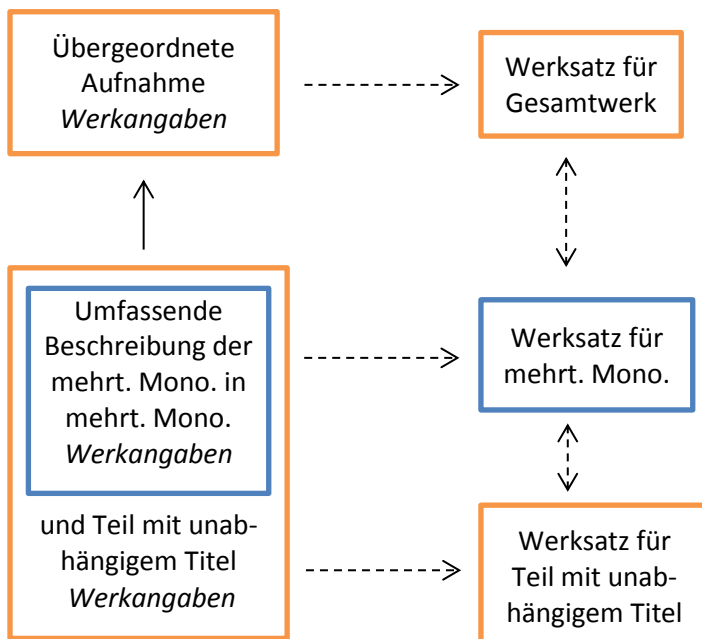 Übergeordnete
Aufnahme
Werkangaben
Werksatz für
Gesamtwerk
Umfassende
Beschreibung der
mehrt. Mono. in
mehrt. Mono.
Werkangaben
Werksatz für
mehrt. Mono.
und Teil mit unab-
hängigem Titel
Werkangaben
Werksatz für
Teil mit unab-
hängigem Titel